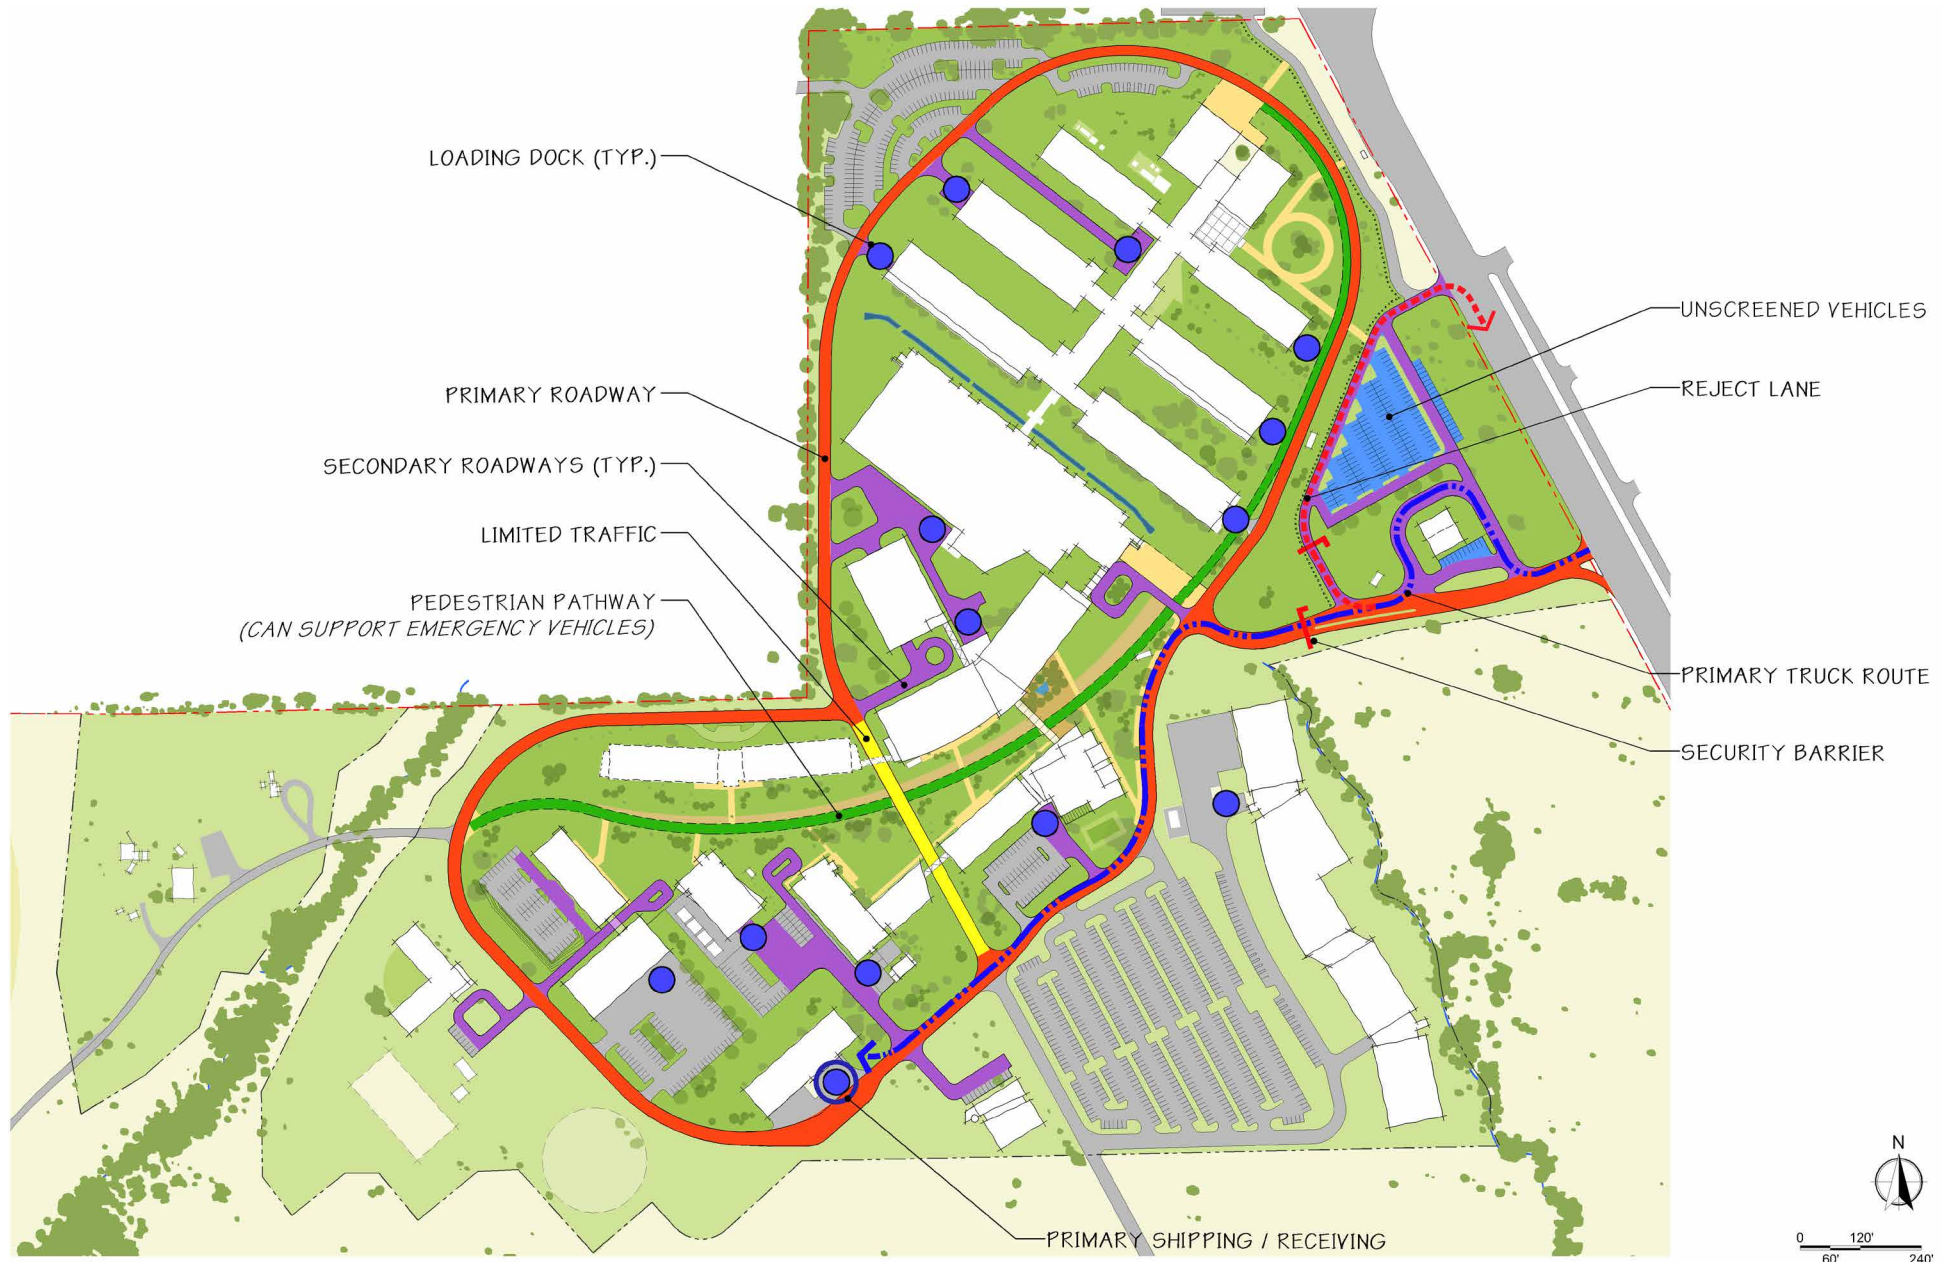 LOADING DOCK (TYP.)
PRIMARY ROADWAY
SECONDARY ROADWAYS (TYP.)
LIMITED TRAFFIC
PEDESTRIAN PATHWAY
(CAN SUPPORT EMERGENCY VEHICLES)
UNSCREENED VEHICLES
REJECT LANE
PRIMARY TRUCK ROUTE
SECURITY BARRIER
PRIMARY SHIPPING / RECEIVING
N
0 120'
60' 240'